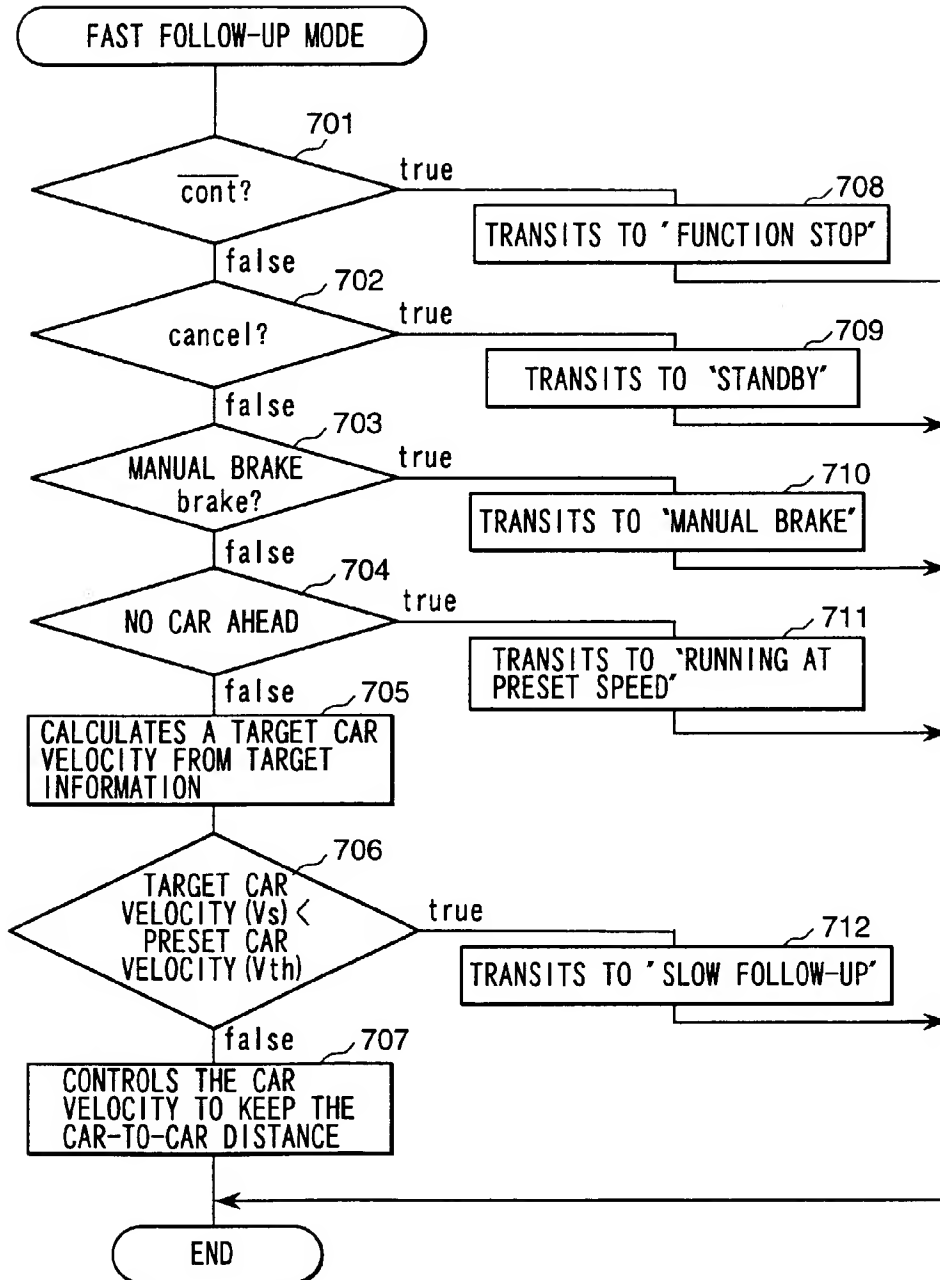 FAST FOLLOW-UP MODE
701
cont?
true
708
TRANSITS TO "FUNCTION STOP"
false
702
cancel?
true
709
TRANSITS TO "STANDBY"
false
703
MANUAL BRAKE
brake?
true
710
TRANSITS TO "MANUAL BRAKE"
false
704
NO CAR AHEAD
true
711
TRANSITS TO "RUNNING AT
PRESET SPEED"
false
705
CALCULATES A TARGET CAR
VELOCITY FROM TARGET
INFORMATION
706
TARGET CAR
VELOCITY(Vs) <
PRESET CAR
VELOCITY(Vth)
true
712
TRANSITS TO "SLOW FOLLOW-UP"
false
707
CONTROLS THE CAR
VELOCITY TO KEEP THE
CAR-TO-CAR DISTANCE
END